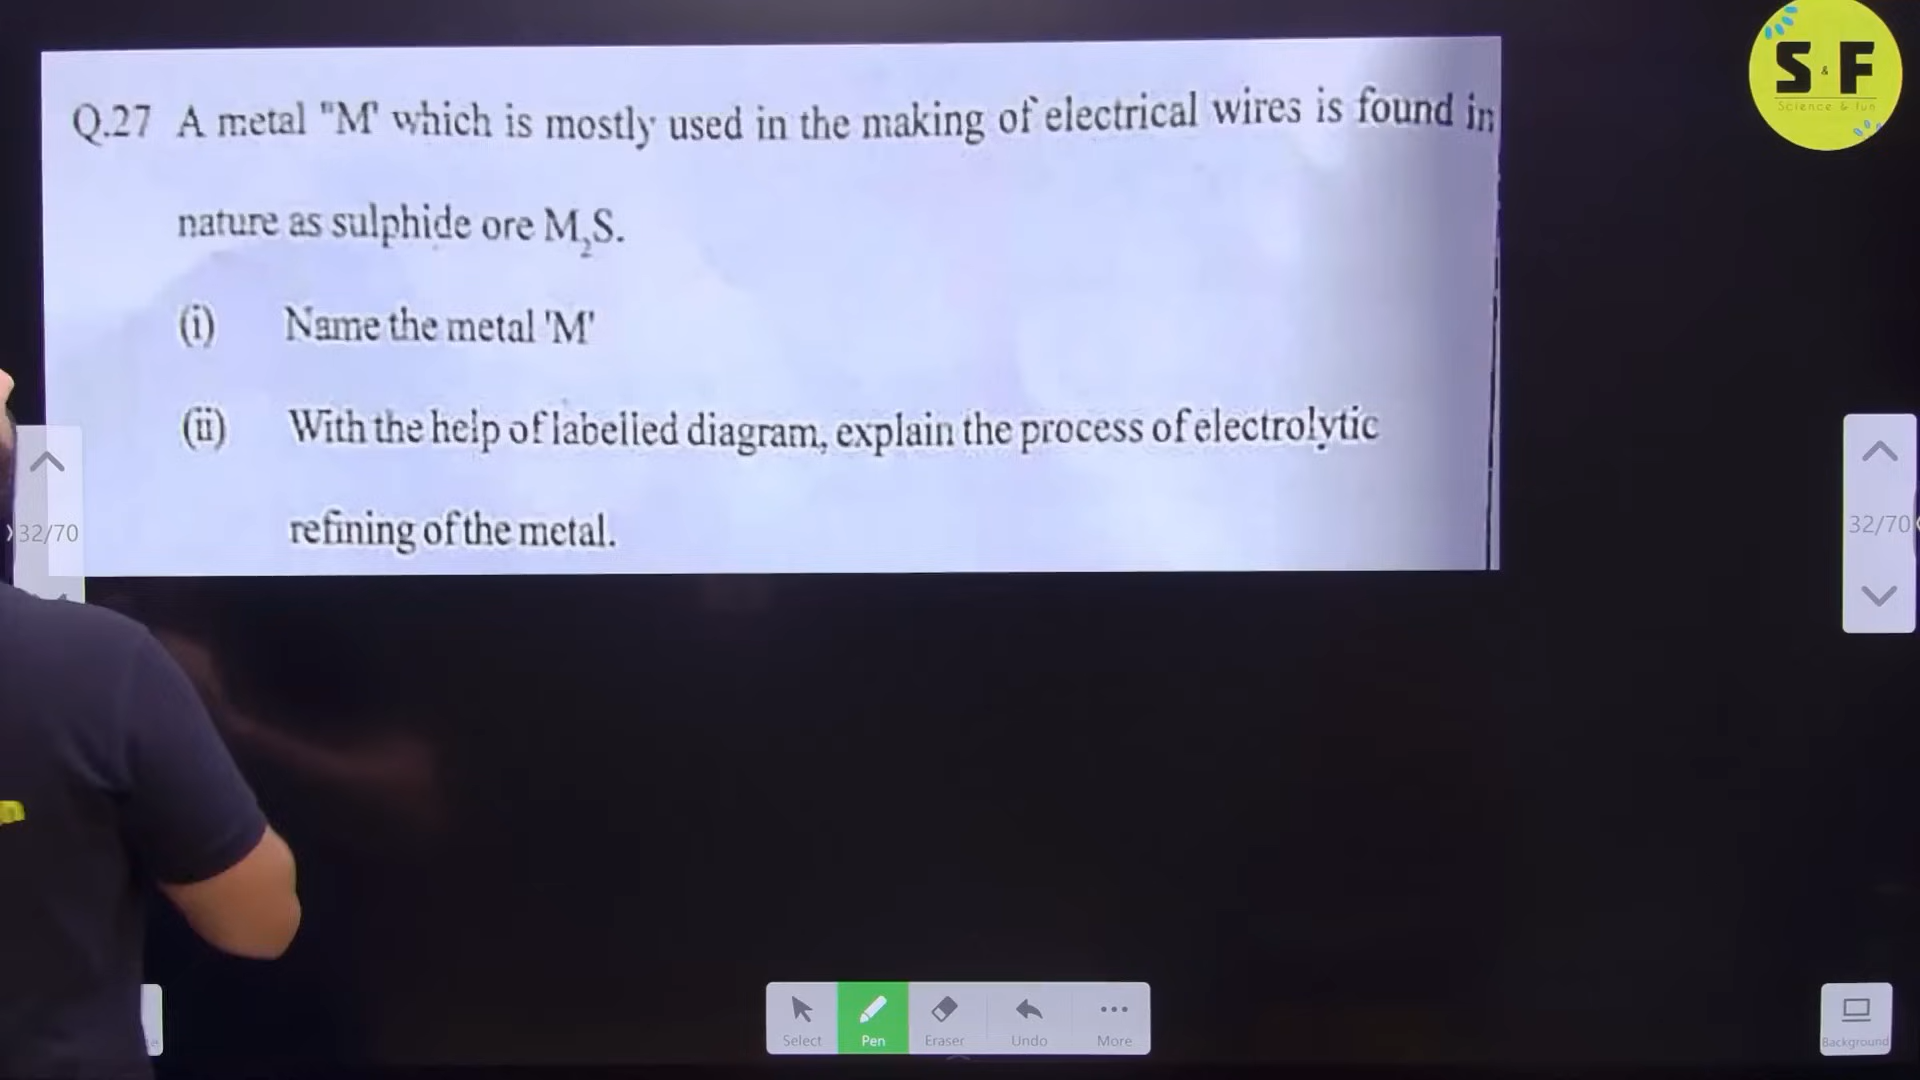 S & F
Science & fun
Q.27 A metal "M' which is mostly used in the making of electrical wires is found in
nature as sulphide ore M₂S.
(i) Name the metal 'M'
(ii) With the help of labelled diagram, explain the process of electrolytic
refining of the metal.
32/70
32/70
Select
Pen
Eraser
Undo
More
Background